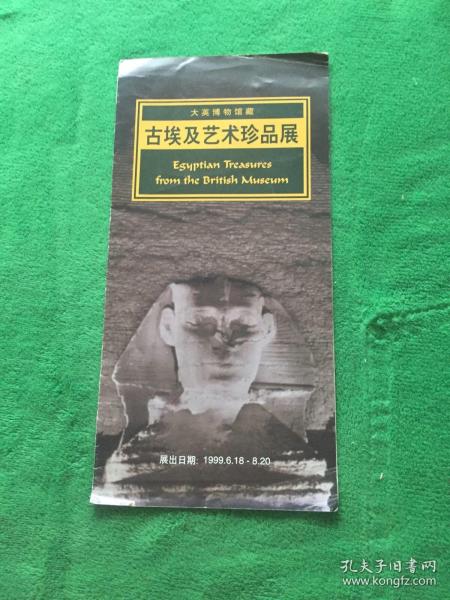 大英博物馆藏
古埃及艺术珍品展
Egyptian Treasures
from the British Museum
展出日期: 1999.6.18 - 8.20
孔夫子旧书网
www.kongfz.com